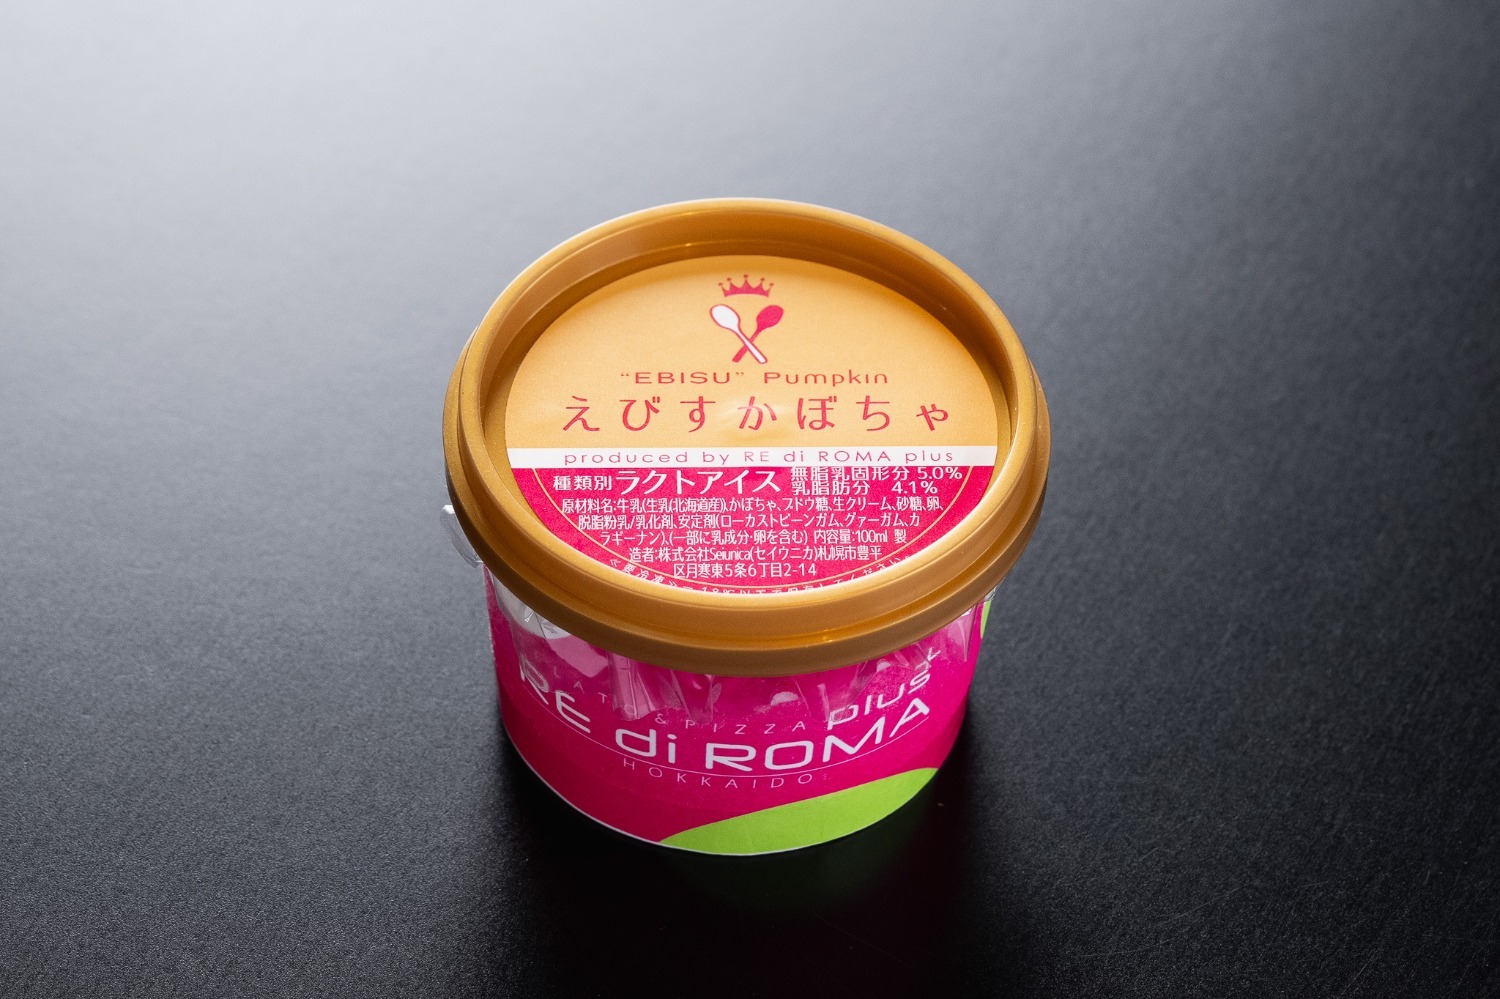 “EBISU” Pumpkin
えびすかぼちゃ
produced by RE di ROMA plus
種類別 ラクトアイス 無脂乳固形分 5.0%
乳脂肪分 4.1%
原材料名:牛乳(生乳(北海道産))、かぼちゃ、ブドウ糖、生クリーム、砂糖、卵、
脱脂粉乳/乳化剤、安定剤(ローカストビーンガム、グァーガム、カ
ラギーナン)、(一部に乳成分・卵を含む) 内容量:100ml 製
造者:株式会社Seiunica(セイウニカ)札幌市豊平
区月寒東5条6丁目2-14
&PIZZA
RE di ROMA plus
HOKKAIDO